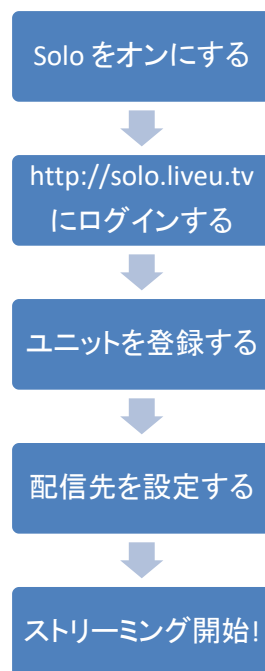 Solo をオンにする
http://solo.liveu.tv
にログインする
ユニットを登録する
配信先を設定する
ストリーミング開始!